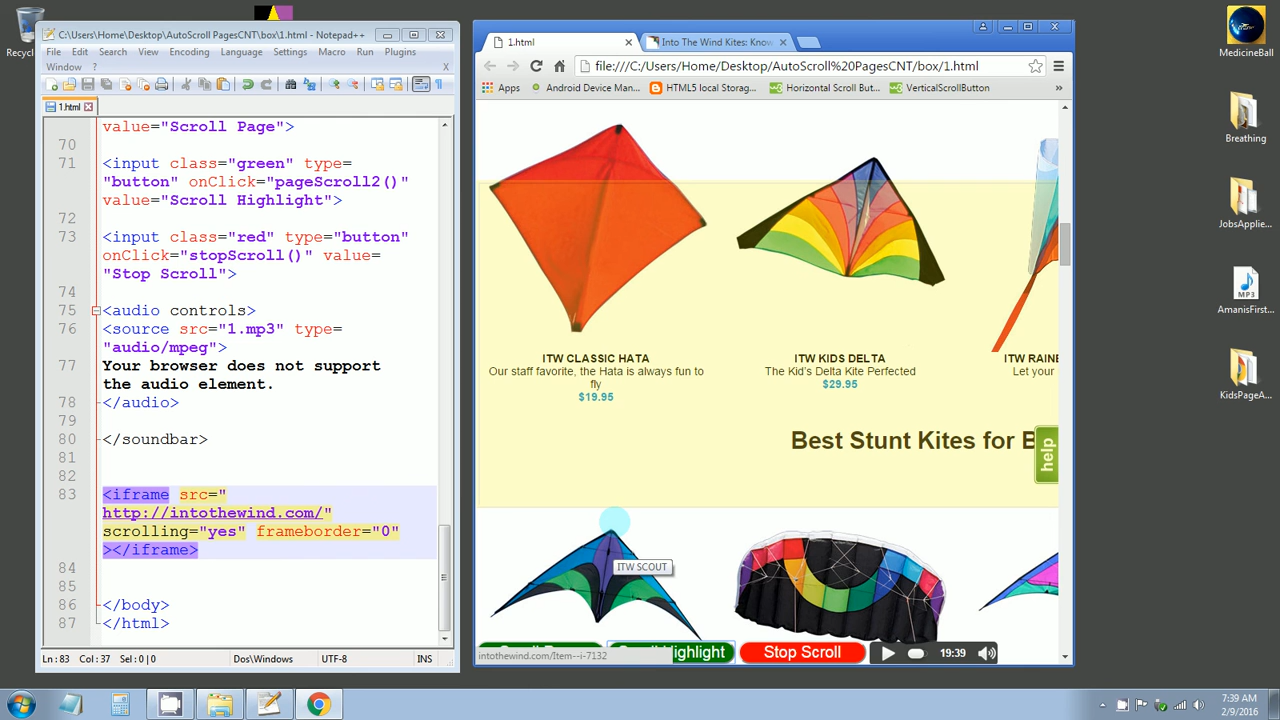 C:\Users\Home\Desktop\AutoScroll PagesCNT\box\1.html - Notepad++
File Edit Search View Encoding Language Settings Macro Run Plugins
Window ? X
1.html
value="Scroll Page">
70
71 <input class="green" type=
"button" onClick="pageScroll2()"
value="Scroll Highlight">
72
73 <input class="red" type="button"
onClick="stopScroll()" value=
"Stop Scroll">
74
75 <audio controls>
76 <source src="1.mp3" type=
"audio/mpeg">
77 Your browser does not support
the audio element.
78 </audio>
79
80 </soundbar>
81
82
83 <iframe src="
http://intothewind.com/"
scrolling="yes" frameborder="0"
></iframe>
84
85
86 </body>
87 </html>
Ln : 83 Col : 37 Sel : 0 | 0 Dos\Windows UTF-8 INS
1.html
Into The Wind Kites: Know
file:///C:/Users/Home/Desktop/AutoScroll%20PagesCNT/box/1.html
Apps Android Device Man... HTML5 local Storag... Horizontal Scroll But... VerticalScrollButton »
ITW CLASSIC HATA
Our staff favorite, the Hata is always fun to
fly
$19.95
ITW KIDS DELTA
The Kid's Delta Kite Perfected
$29.95
ITW RAINE
Let your
Best Stunt Kites for B
help
ITW SCOUT
Highlight
Stop Scroll
19:39
intothewind.com/Item--i-7132
Recycl
MedicineBall
Breathing
JobsApplie...
MP3
AmanisFirst...
KidsPageA...
7:39 AM
2/9/2016